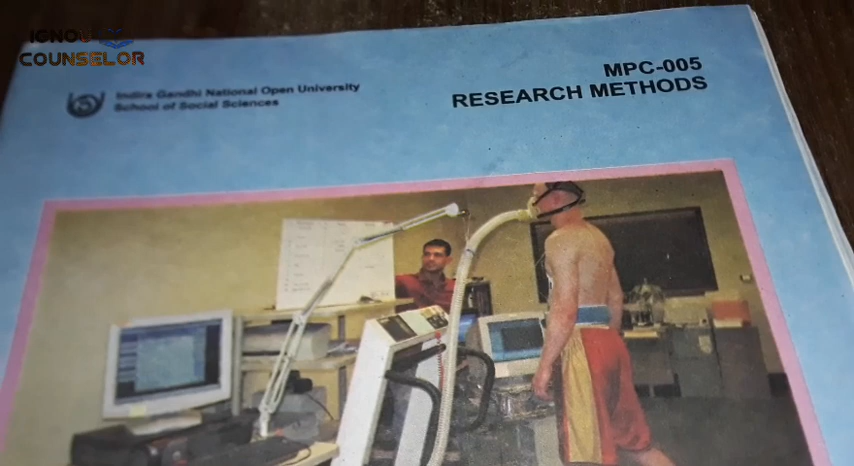 IGNOU
COUNSELOR
Indira Gandhi National Open University
School of Social Sciences
MPC-005
RESEARCH METHODS